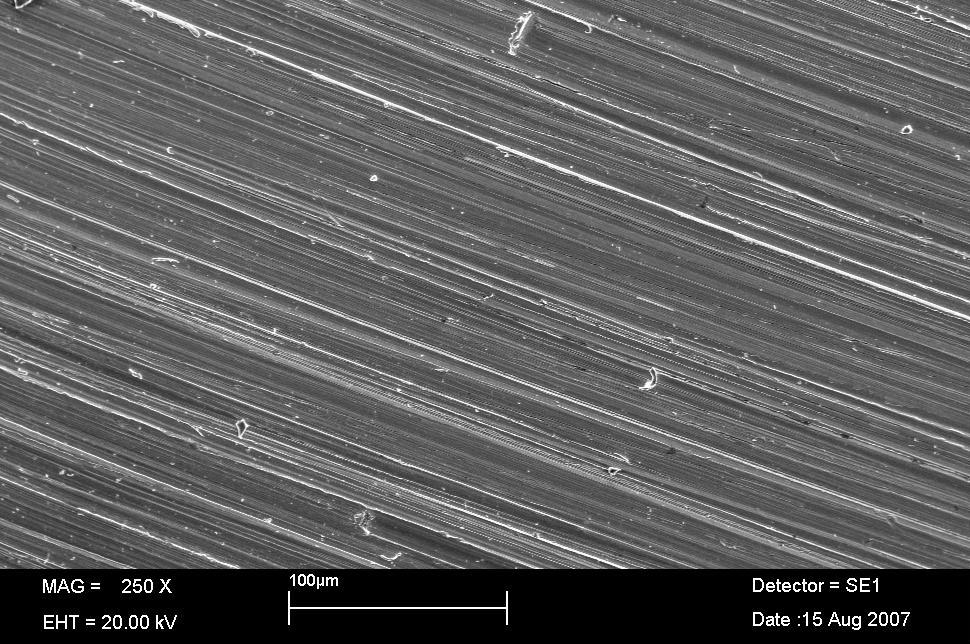 MAG = 250 X
EHT = 20.00 kV
100µm
Detector = SE1
Date :15 Aug 2007